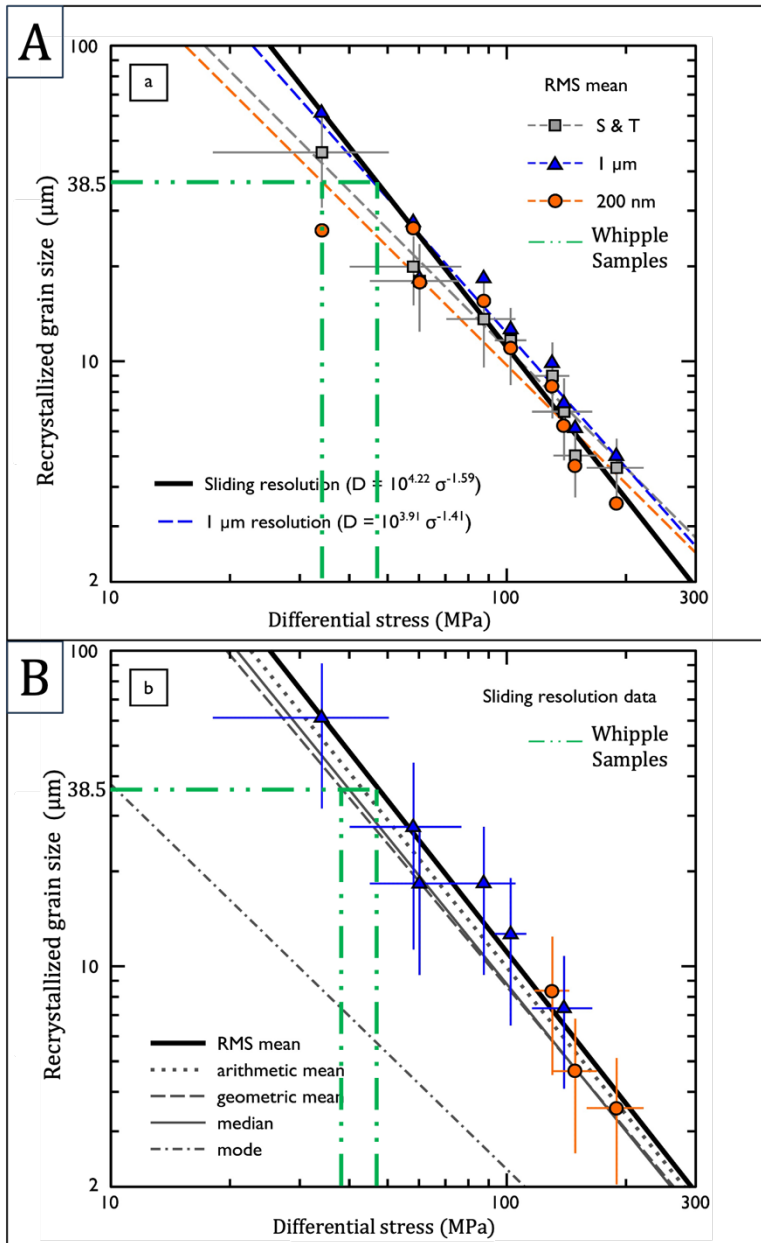 A
a
100
38.5
10
2
Recrystallized grain size (μm)
RMS mean
S & T
1 μm
200 nm
Whipple
Samples
Sliding resolution (D = 10^4.22 σ^-1.59)
1 μm resolution (D = 10^3.91 σ^-1.41)
10
100
300
Differential stress (MPa)
B
b
100
38.5
10
2
Recrystallized grain size (μm)
Sliding resolution data
Whipple
Samples
RMS mean
arithmetic mean
geometric mean
median
mode
10
100
300
Differential stress (MPa)